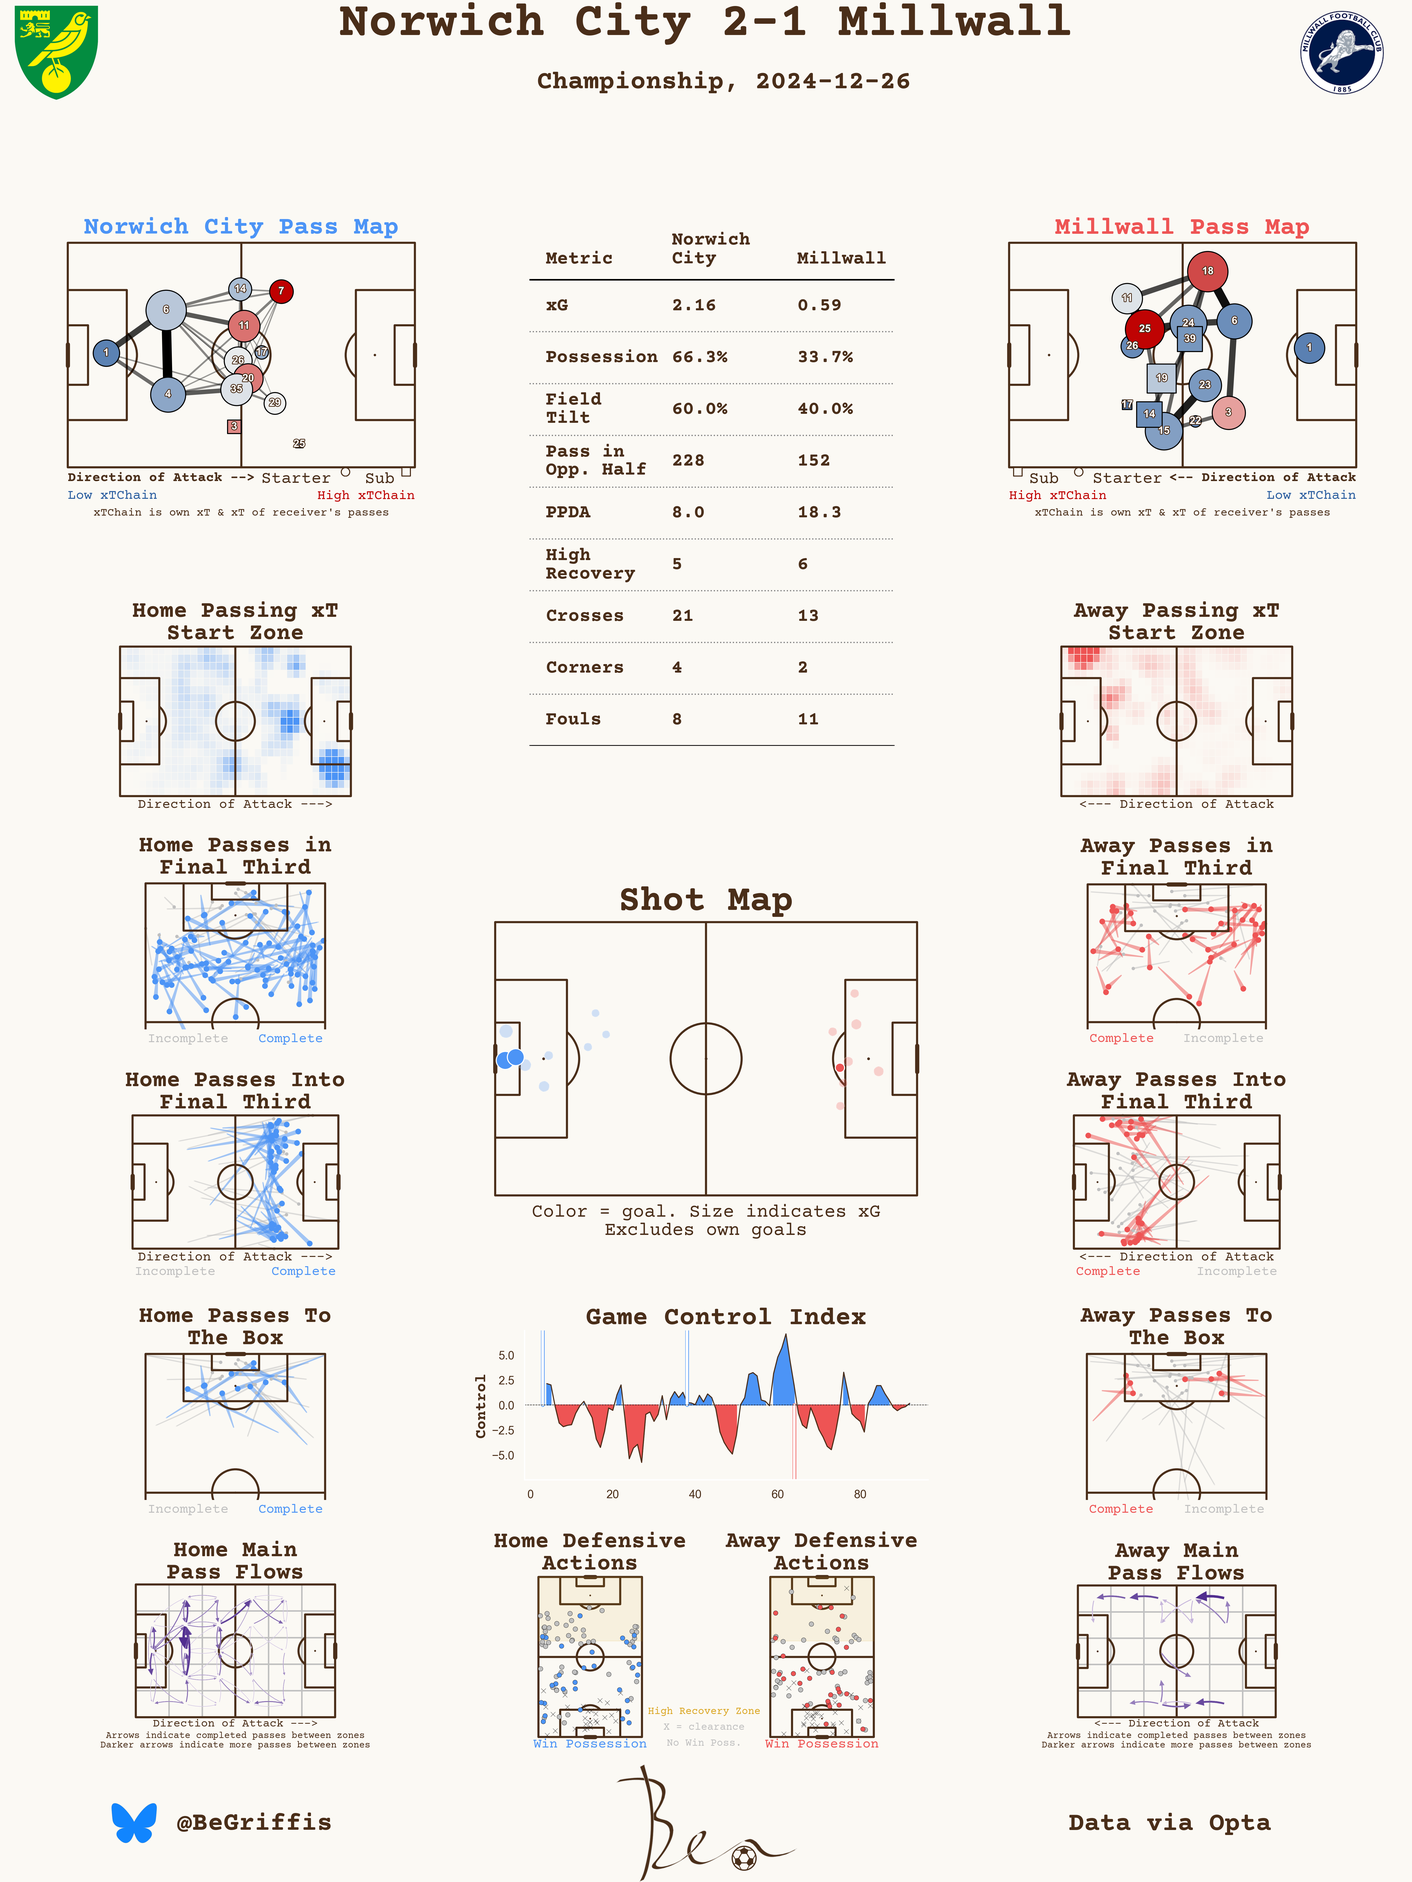 Norwich City 2-1 Millwall
Championship, 2024-12-26
MILLWALL FOOTBALL CLUB
1885
Norwich City Pass Map
1
6
4
14
7
11
26
17
20
35
29
3
25
Direction of Attack --> Starter Sub
Low xTChain High xTChain
xTChain is own xT & xT of receiver's passes
Metric Norwich City Millwall
xG 2.16 0.59
Possession 66.3% 33.7%
Field Tilt 60.0% 40.0%
Pass in Opp. Half 228 152
PPDA 8.0 18.3
High Recovery 5 6
Crosses 21 13
Corners 4 2
Fouls 8 11
Millwall Pass Map
18
11
25
26
24
39
6
1
19
23
17
14
15
22
3
Sub Starter <-- Direction of Attack
High xTChain Low xTChain
xTChain is own xT & xT of receiver's passes
Home Passing xT
Start Zone
Direction of Attack --->
Away Passing xT
Start Zone
<--- Direction of Attack
Home Passes in
Final Third
Incomplete Complete
Away Passes in
Final Third
Complete Incomplete
Shot Map
Color = goal. Size indicates xG
Excludes own goals
Home Passes Into
Final Third
Direction of Attack --->
Incomplete Complete
Away Passes Into
Final Third
<--- Direction of Attack
Complete Incomplete
Game Control Index
Control
5.0
2.5
0.0
−2.5
−5.0
0 20 40 60 80
Home Passes To
The Box
Incomplete Complete
Away Passes To
The Box
Complete Incomplete
Home Main
Pass Flows
Direction of Attack --->
Arrows indicate completed passes between zones
Darker arrows indicate more passes between zones
Home Defensive
Actions
Win Possession
Away Defensive
Actions
Win Possession
High Recovery Zone
X = clearance
No Win Poss.
Away Main
Pass Flows
<--- Direction of Attack
Arrows indicate completed passes between zones
Darker arrows indicate more passes between zones
@BeGriffis
Ben
Data via Opta